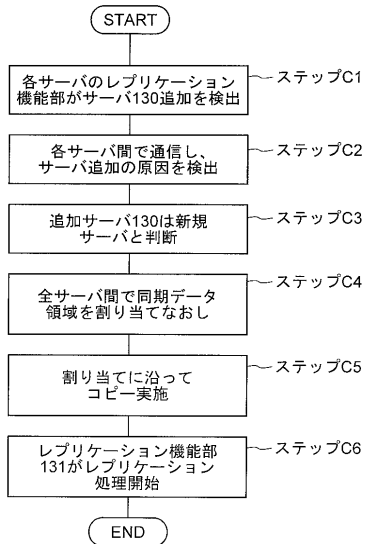 START
各サーバのレプリケーション
機能部がサーバ130追加を検出
ステップC1
各サーバ間で通信し、
サーバ追加の原因を検出
ステップC2
追加サーバ130は新規
サーバと判断
ステップC3
全サーバ間で同期データ
領域を割り当てなおし
ステップC4
割り当てに沿って
コピー実施
ステップC5
レプリケーション機能部
131がレプリケーション
処理開始
ステップC6
END